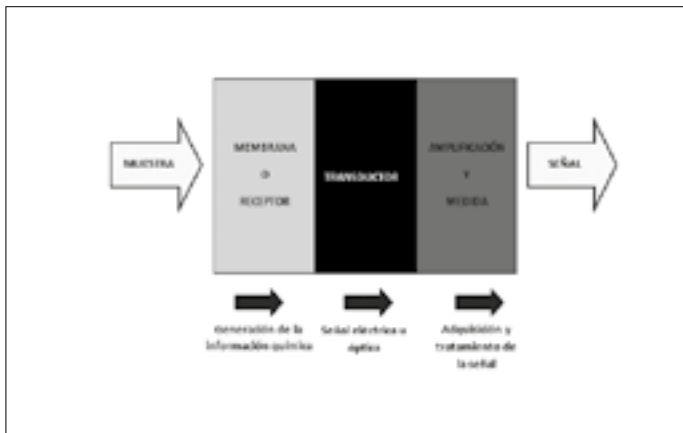 MUESTRA
MEMBRANA
O
RECEPTOR
TRANSDUCTOR
AMPLIFICACIÓN
Y
MEDIDA
SEÑAL
Generación de la
información química
Señal eléctrica u
óptica
Adquisición y
tratamiento de
la señal